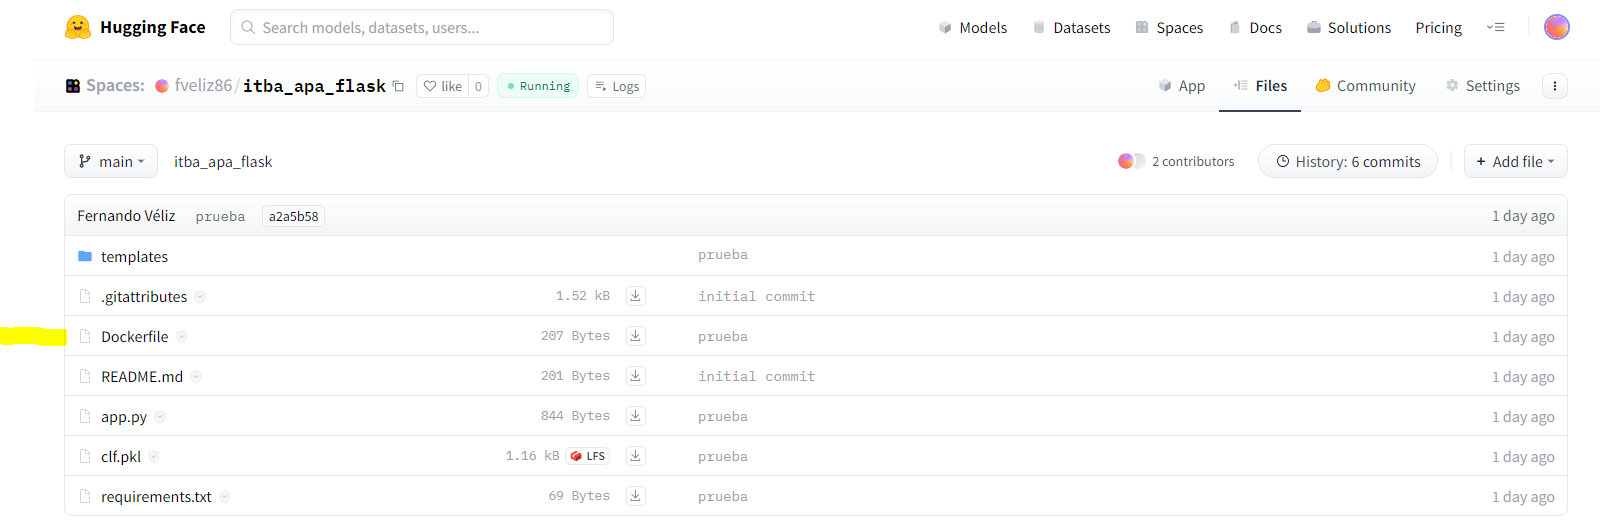 Hugging Face Search models, datasets, users... Models Datasets Spaces Docs Solutions Pricing
Spaces: fveliz86/itba_apa_flask like 0 Running Logs App Files Community Settings
main itba_apa_flask 2 contributors History: 6 commits + Add file
Fernando Véliz prueba a2a5b58 1 day ago
templates prueba 1 day ago
.gitattributes 1.52 kB initial commit 1 day ago
Dockerfile 207 Bytes prueba 1 day ago
README.md 201 Bytes initial commit 1 day ago
app.py 844 Bytes prueba 1 day ago
clf.pkl 1.16 kB LFS prueba 1 day ago
requirements.txt 69 Bytes prueba 1 day ago